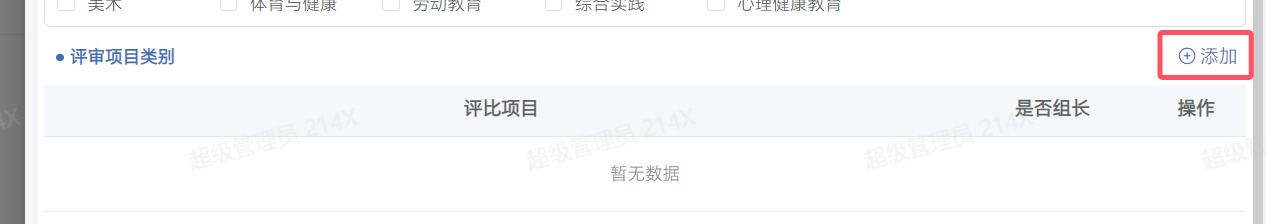 美术 体育与健康 劳动教育 综合实践 心理健康教育
评审项目类别 添加
评比项目 是否组长 操作
超级管理员 214X 超级管理员 214X 超级管理员 214X
暂无数据